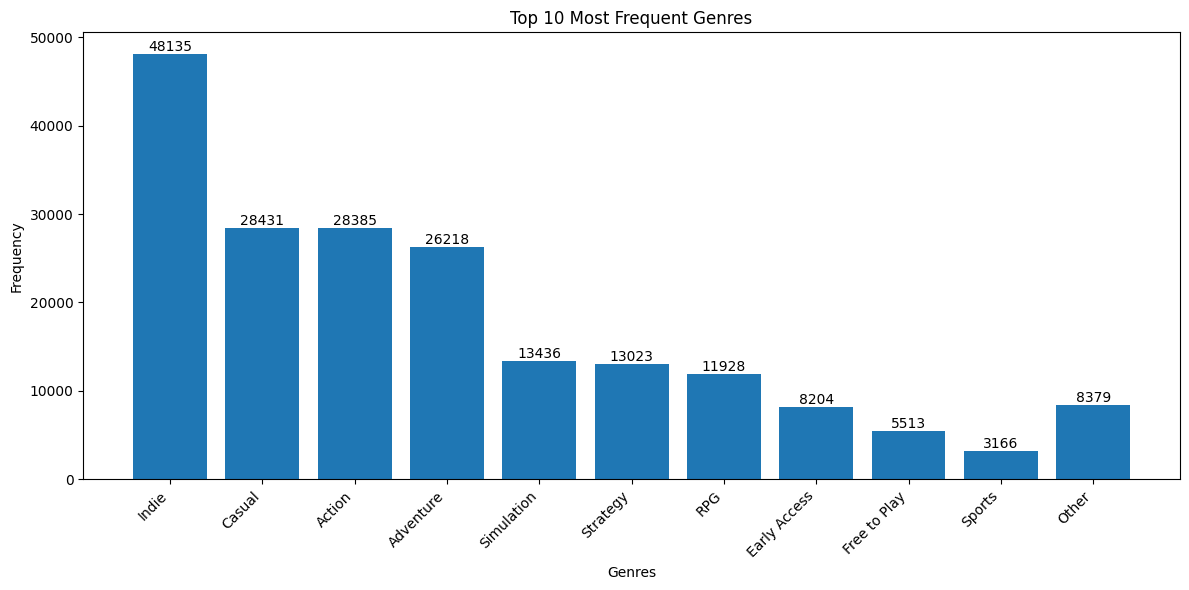 Top 10 Most Frequent Genres
Frequency
50000
40000
30000
20000
10000
0
48135
28431
28385
26218
13436
13023
11928
8204
5513
3166
8379
Indie
Casual
Action
Adventure
Simulation
Strategy
RPG
Early Access
Free to Play
Sports
Other
Genres